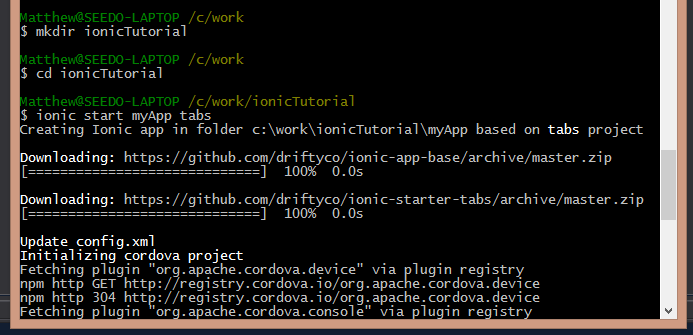 Matthew@SEEDO-LAPTOP /c/work
$ mkdir ionicTutorial
Matthew@SEEDO-LAPTOP /c/work
$ cd ionicTutorial
Matthew@SEEDO-LAPTOP /c/work/ionicTutorial
$ ionic start myApp tabs
Creating Ionic app in folder c:\work\ionicTutorial\myApp based on tabs project
Downloading: https://github.com/driftyco/ionic-app-base/archive/master.zip
[=============================]  100%  0.0s
Downloading: https://github.com/driftyco/ionic-starter-tabs/archive/master.zip
[=============================]  100%  0.0s
Update config.xml
Initializing cordova project
Fetching plugin "org.apache.cordova.device" via plugin registry
npm http GET http://registry.cordova.io/org.apache.cordova.device
npm http 304 http://registry.cordova.io/org.apache.cordova.device
Fetching plugin "org.apache.cordova.console" via plugin registry